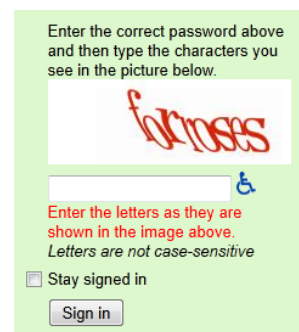 Enter the correct password above
and then type the characters you
see in the picture below.
forroses
Enter the letters as they are
shown in the image above.
Letters are not case-sensitive
Stay signed in
Sign in